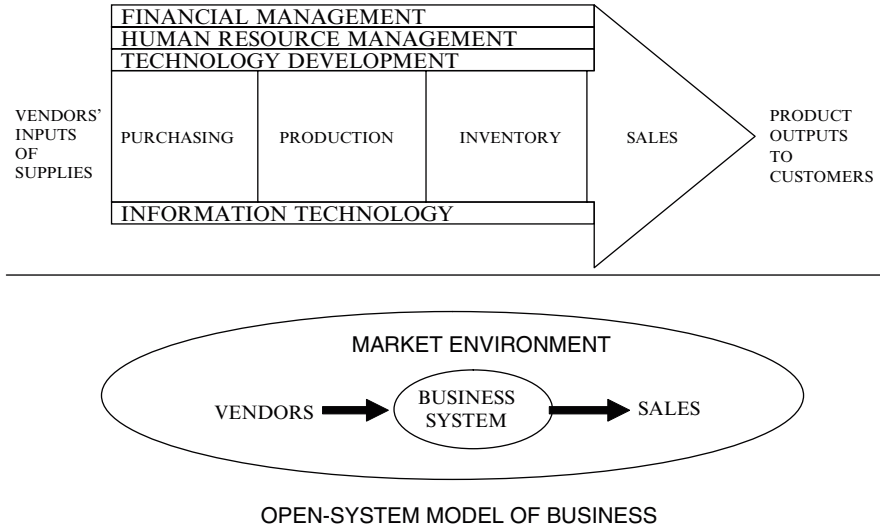 FINANCIAL MANAGEMENT
HUMAN RESOURCE MANAGEMENT
TECHNOLOGY DEVELOPMENT
VENDORS’
INPUTS
OF
SUPPLIES
PURCHASING
PRODUCTION
INVENTORY
SALES
PRODUCT
OUTPUTS
TO
CUSTOMERS
INFORMATION TECHNOLOGY
MARKET ENVIRONMENT
VENDORS
BUSINESS
SYSTEM
SALES
OPEN-SYSTEM MODEL OF BUSINESS